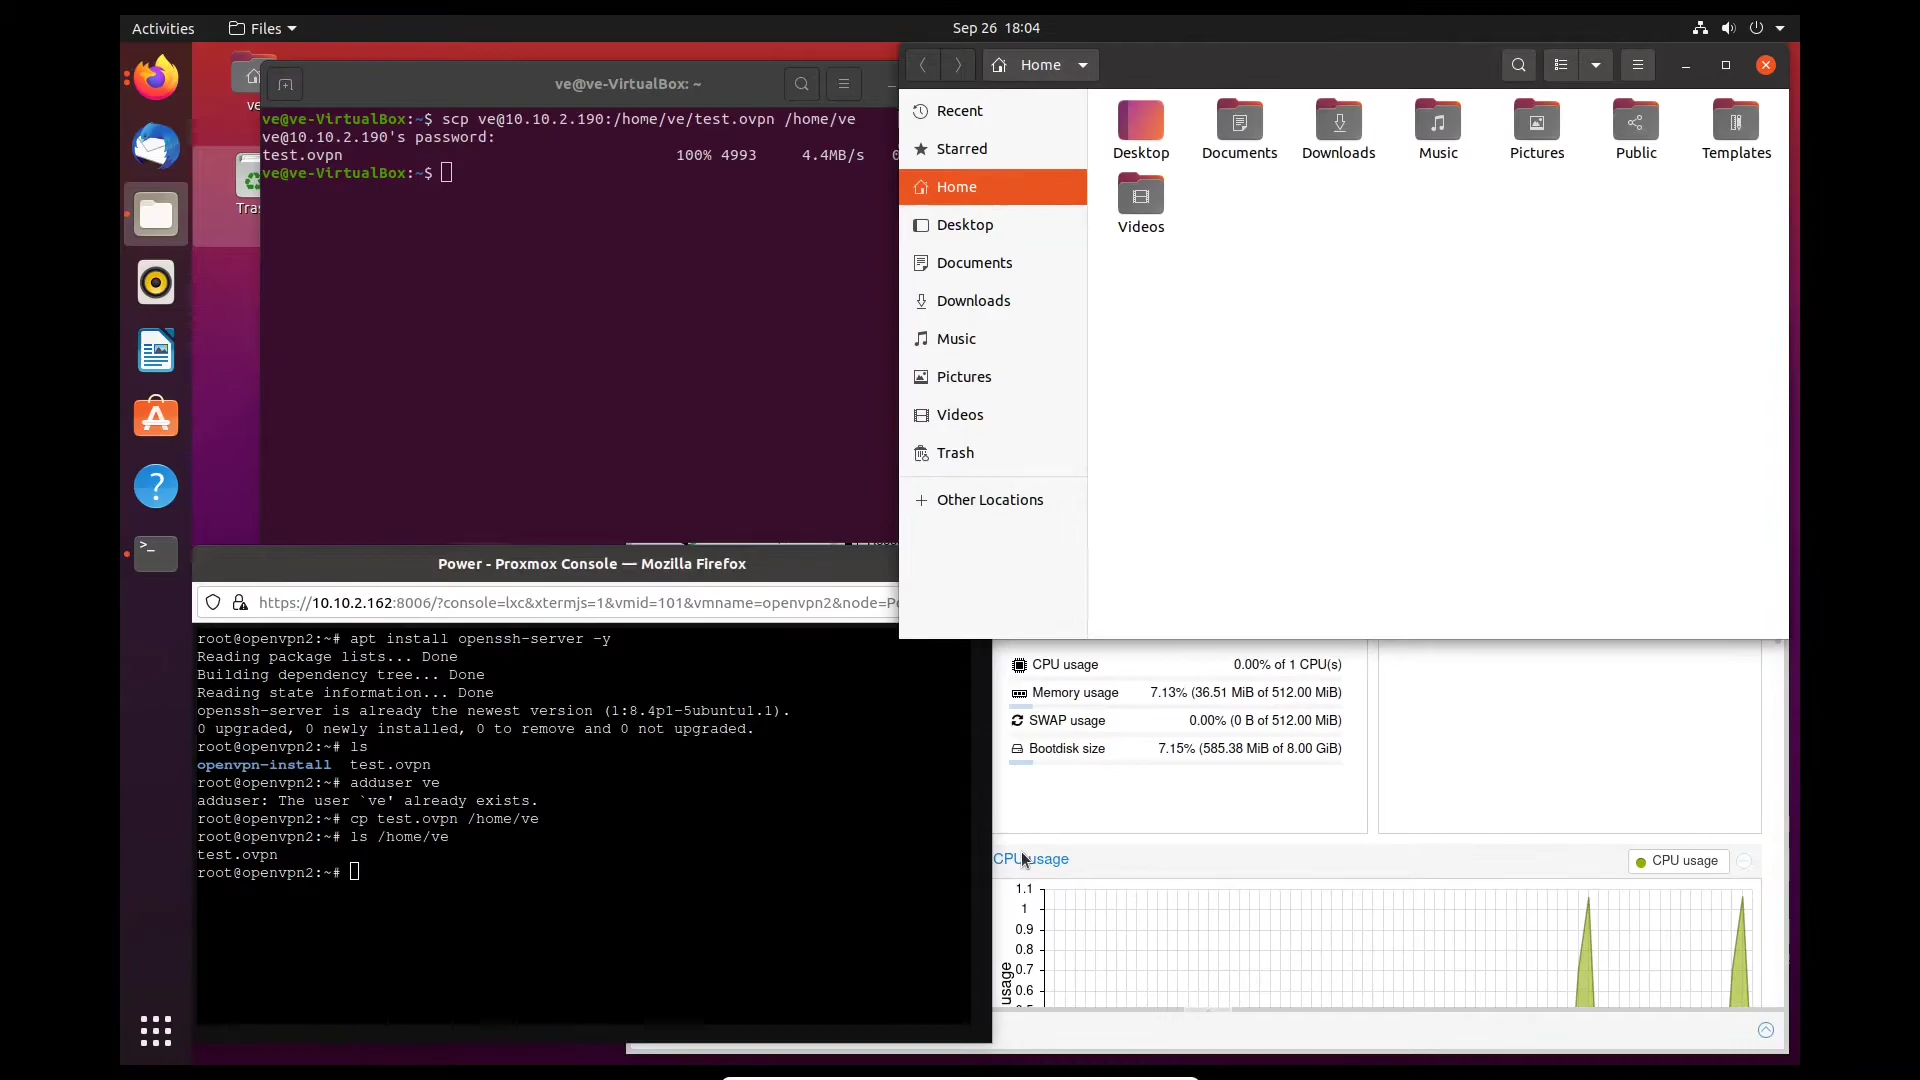 Activities
Files
Sep 26 18:04
ve@ve-VirtualBox: ~
ve@ve-VirtualBox:~$ scp ve@10.10.2.190:/home/ve/test.ovpn /home/ve
ve@10.10.2.190's password:
test.ovpn 100% 4993 4.4MB/s
ve@ve-VirtualBox:~$
Home
Recent
Starred
Home
Desktop
Documents
Downloads
Music
Pictures
Videos
Trash
Other Locations
Desktop
Documents
Downloads
Music
Pictures
Public
Templates
Videos
Power - Proxmox Console — Mozilla Firefox
https://10.10.2.162:8006/?console=lxc&xtermjs=1&vmid=101&vmname=openvpn2&node=P
root@openvpn2:~# apt install openssh-server -y
Reading package lists... Done
Building dependency tree... Done
Reading state information... Done
openssh-server is already the newest version (1:8.4p1-5ubuntu1.1).
0 upgraded, 0 newly installed, 0 to remove and 0 not upgraded.
root@openvpn2:~# ls
openvpn-install test.ovpn
root@openvpn2:~# adduser ve
adduser: The user `ve' already exists.
root@openvpn2:~# cp test.ovpn /home/ve
root@openvpn2:~# ls /home/ve
test.ovpn
root@openvpn2:~#
CPU usage 0.00% of 1 CPU(s)
Memory usage 7.13% (36.51 MiB of 512.00 MiB)
SWAP usage 0.00% (0 B of 512.00 MiB)
Bootdisk size 7.15% (585.38 MiB of 8.00 GiB)
CPU usage
CPU usage
1.1
1
0.9
0.8
0.7
0.6
usage